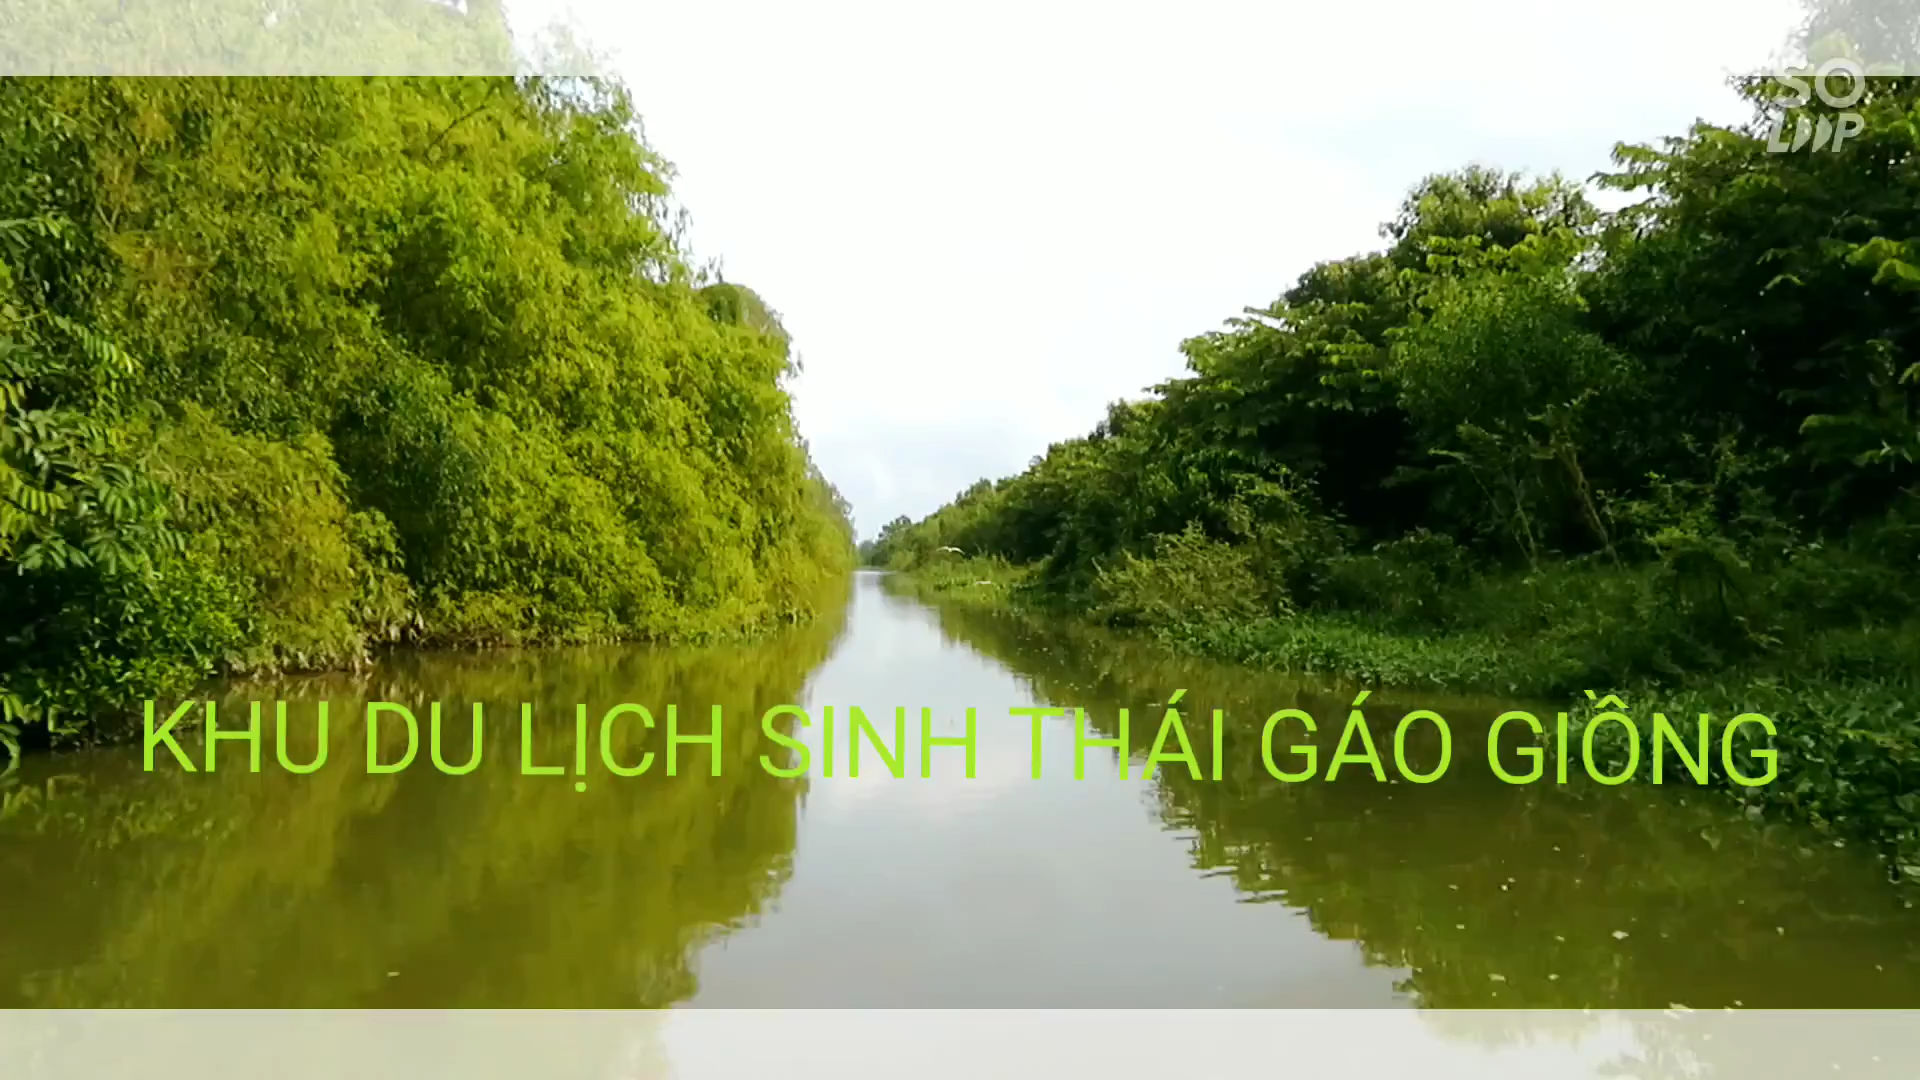 SO
LOOP
KHU DU LỊCH SINH THÁI GÁO GIỒNG